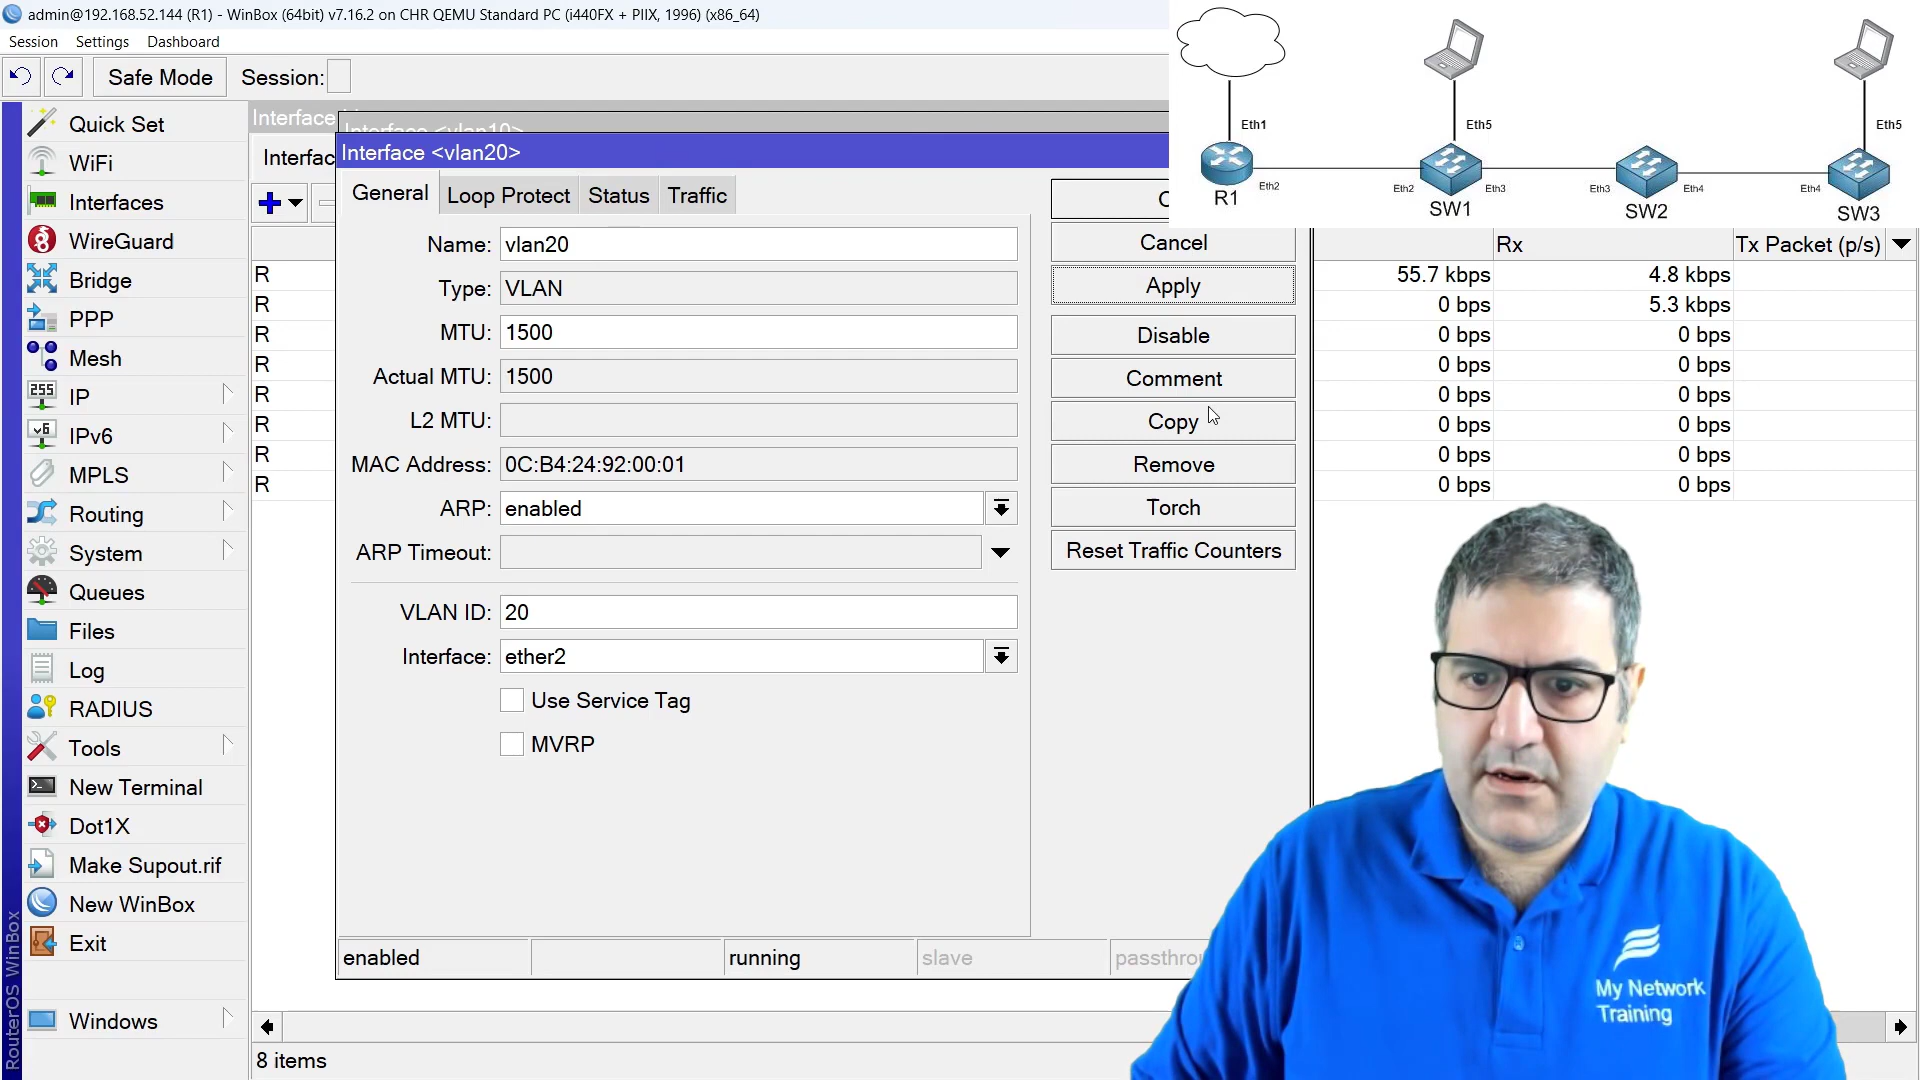 admin@192.168.52.144 (R1) - WinBox (64bit) v7.16.2 on CHR QEMU Standard PC (i440FX + PIIX, 1996) (x86_64)
Session Settings Dashboard
Safe Mode Session:
Quick Set
WiFi
Interfaces
WireGuard
Bridge
PPP
Mesh
255 IP
v6 IPv6
MPLS
Routing
System
Queues
Files
Log
RADIUS
Tools
New Terminal
Dot1X
Make Supout.rif
New WinBox
Exit
Windows
RouterOS WinBox
Interface
Interface <vlan10>
Interfac
R
R
R
R
R
R
R
R
8 items
Interface <vlan20>
General Loop Protect Status Traffic
Name: vlan20
Type: VLAN
MTU: 1500
Actual MTU: 1500
L2 MTU:
MAC Address: 0C:B4:24:92:00:01
ARP: enabled
ARP Timeout:
VLAN ID: 20
Interface: ether2
Use Service Tag
MVRP
enabled running slave passthrou
Cancel
Apply
Disable
Comment
Copy
Remove
Torch
Reset Traffic Counters
Rx Tx Packet (p/s)
55.7 kbps 4.8 kbps
0 bps 5.3 kbps
0 bps 0 bps
0 bps 0 bps
0 bps 0 bps
0 bps 0 bps
0 bps 0 bps
0 bps 0 bps
Eth1 Eth5 Eth5
Eth2 Eth2 Eth3 Eth3 Eth4 Eth4
R1 SW1 SW2 SW3
My Network
Training